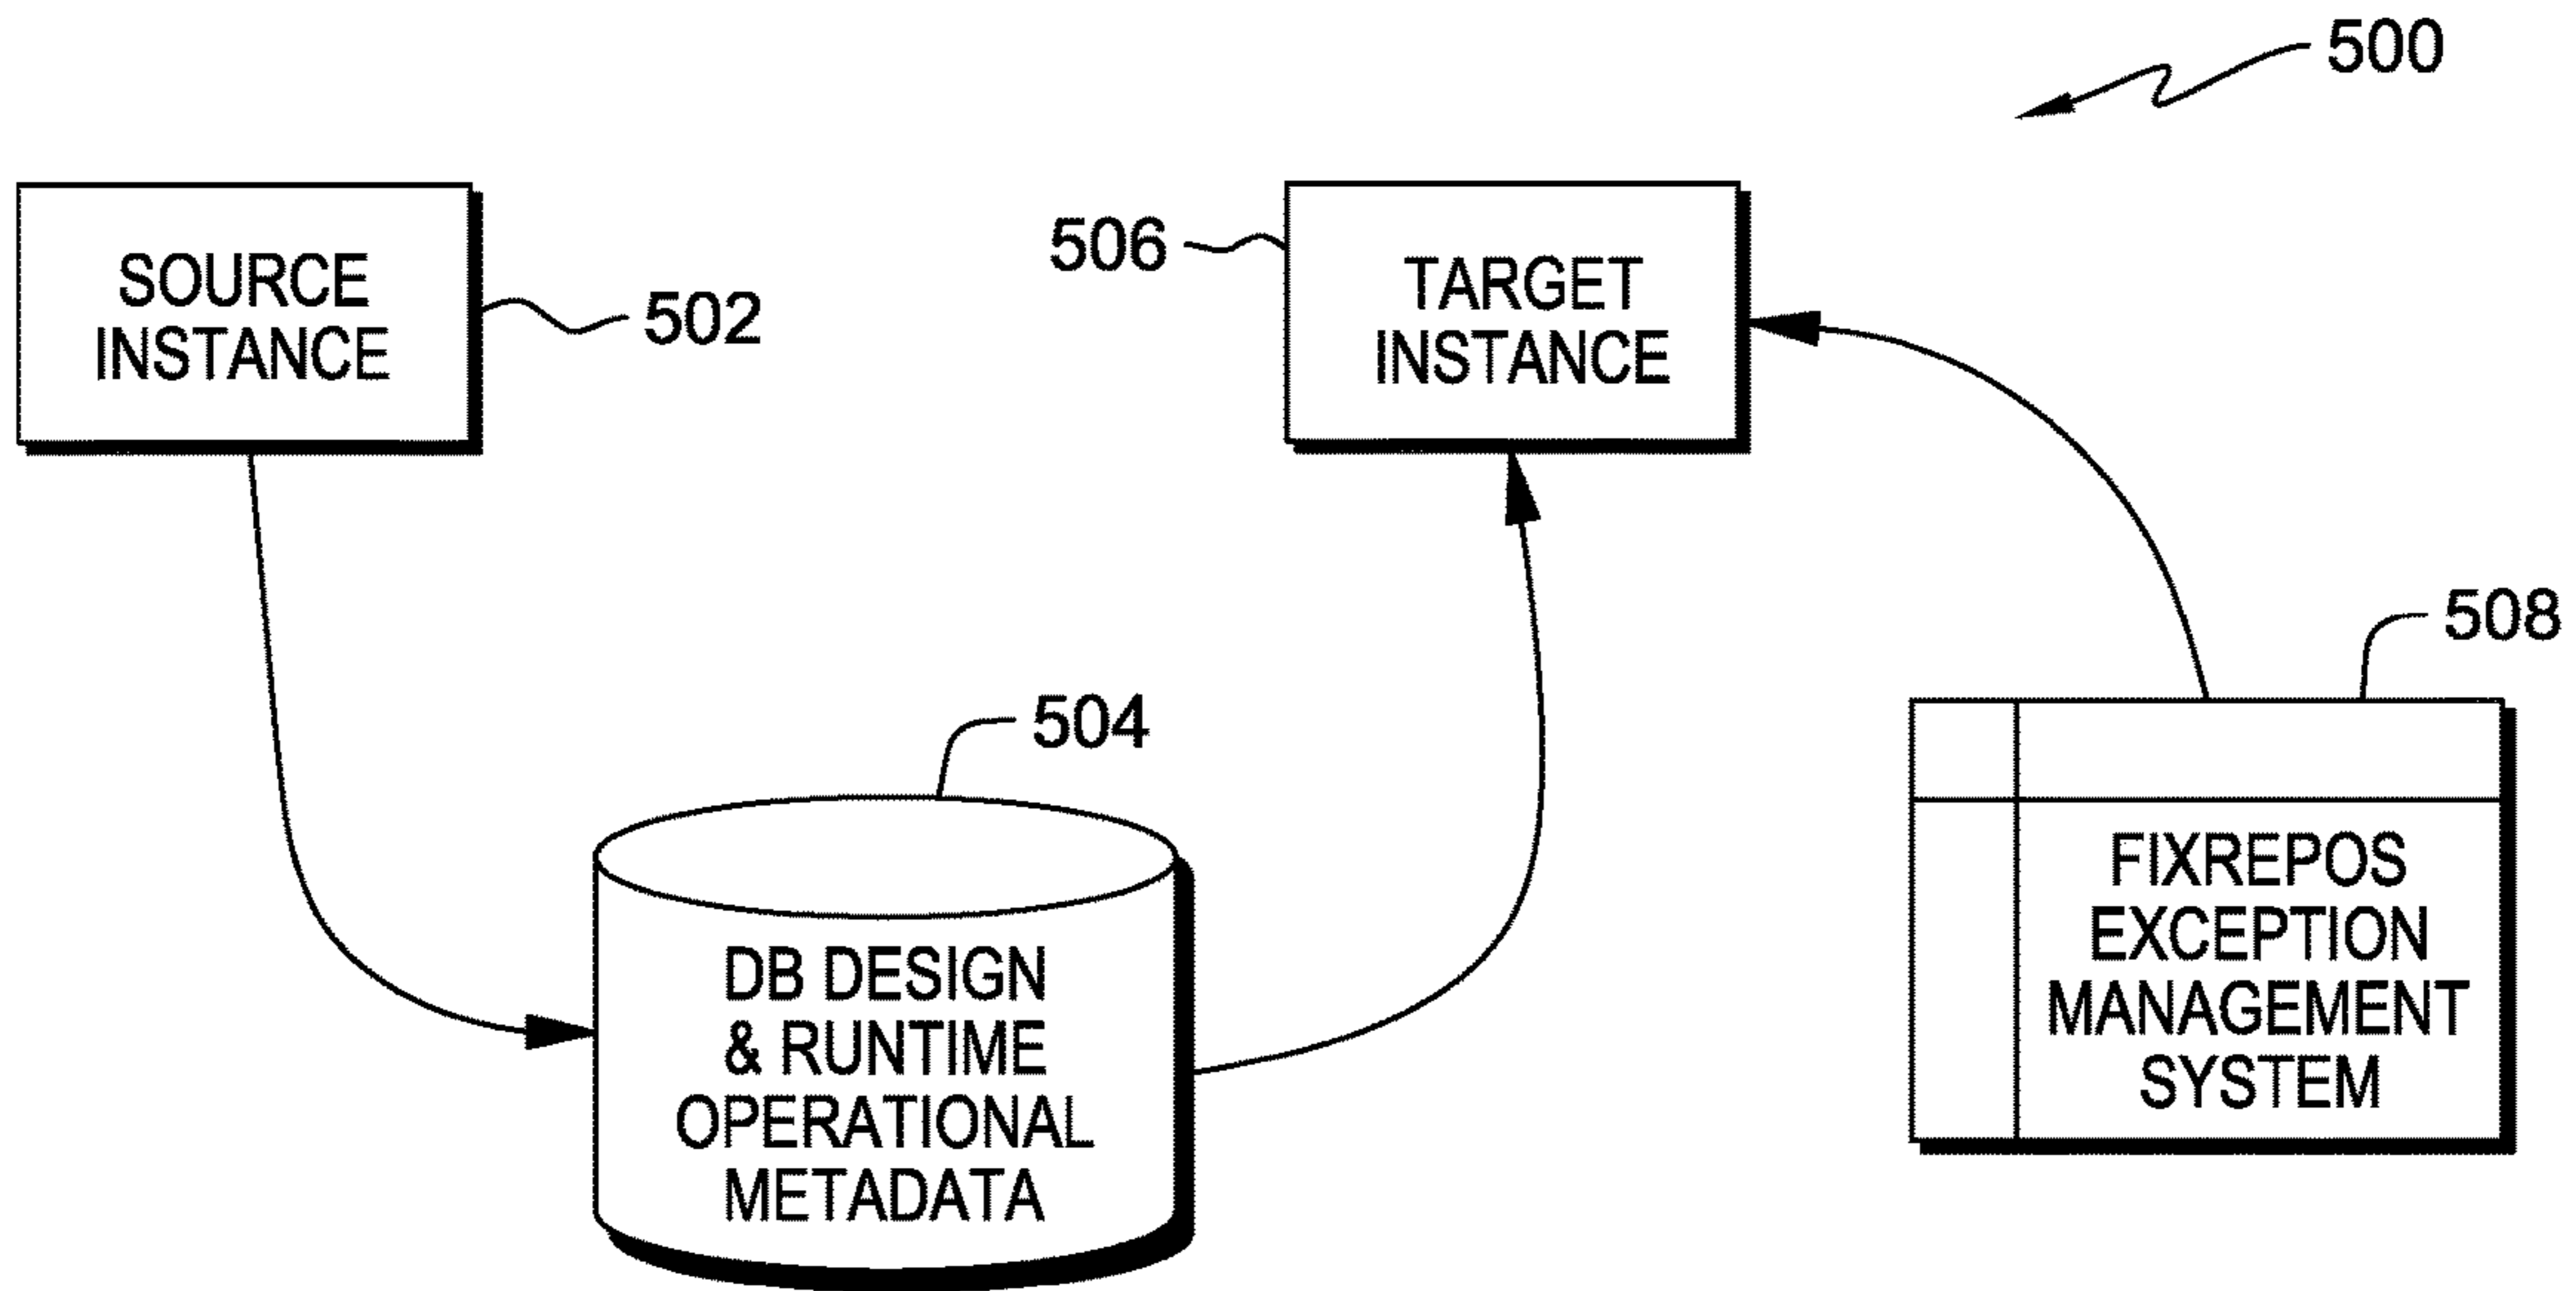 500
SOURCE
INSTANCE
502
506
TARGET
INSTANCE
504
DB DESIGN
& RUNTIME
OPERATIONAL
METADATA
508
FIXREPOS
EXCEPTION
MANAGEMENT
SYSTEM